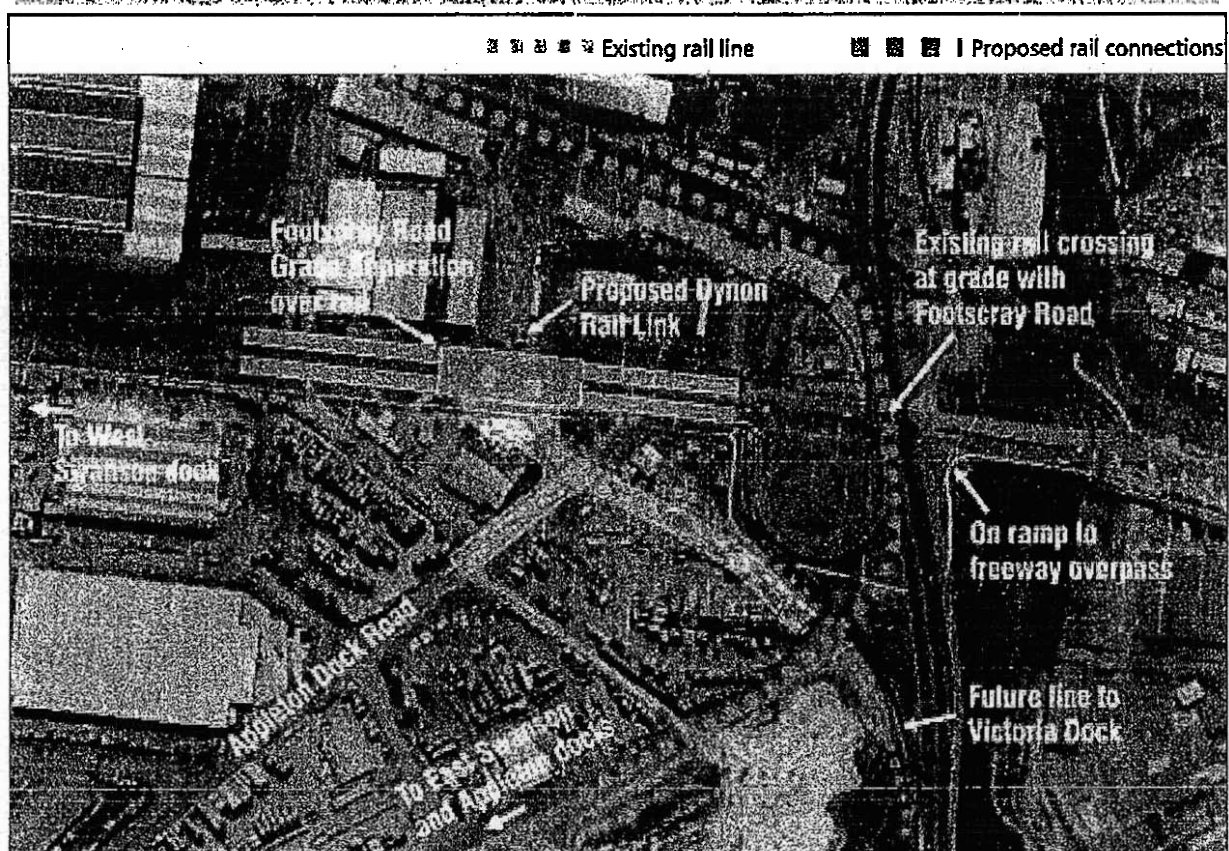 Existing rail line
Proposed rail connections
Footscray Road
Grade Separation
over rail
Proposed Dynon
Rail Link
Existing rail crossing
at grade with
Footscray Road
To West
Swanson dock
On ramp to
freeway overpass
Appleton Dock Road
To East Swanson
and Appleton docks
Future line to
Victoria Dock